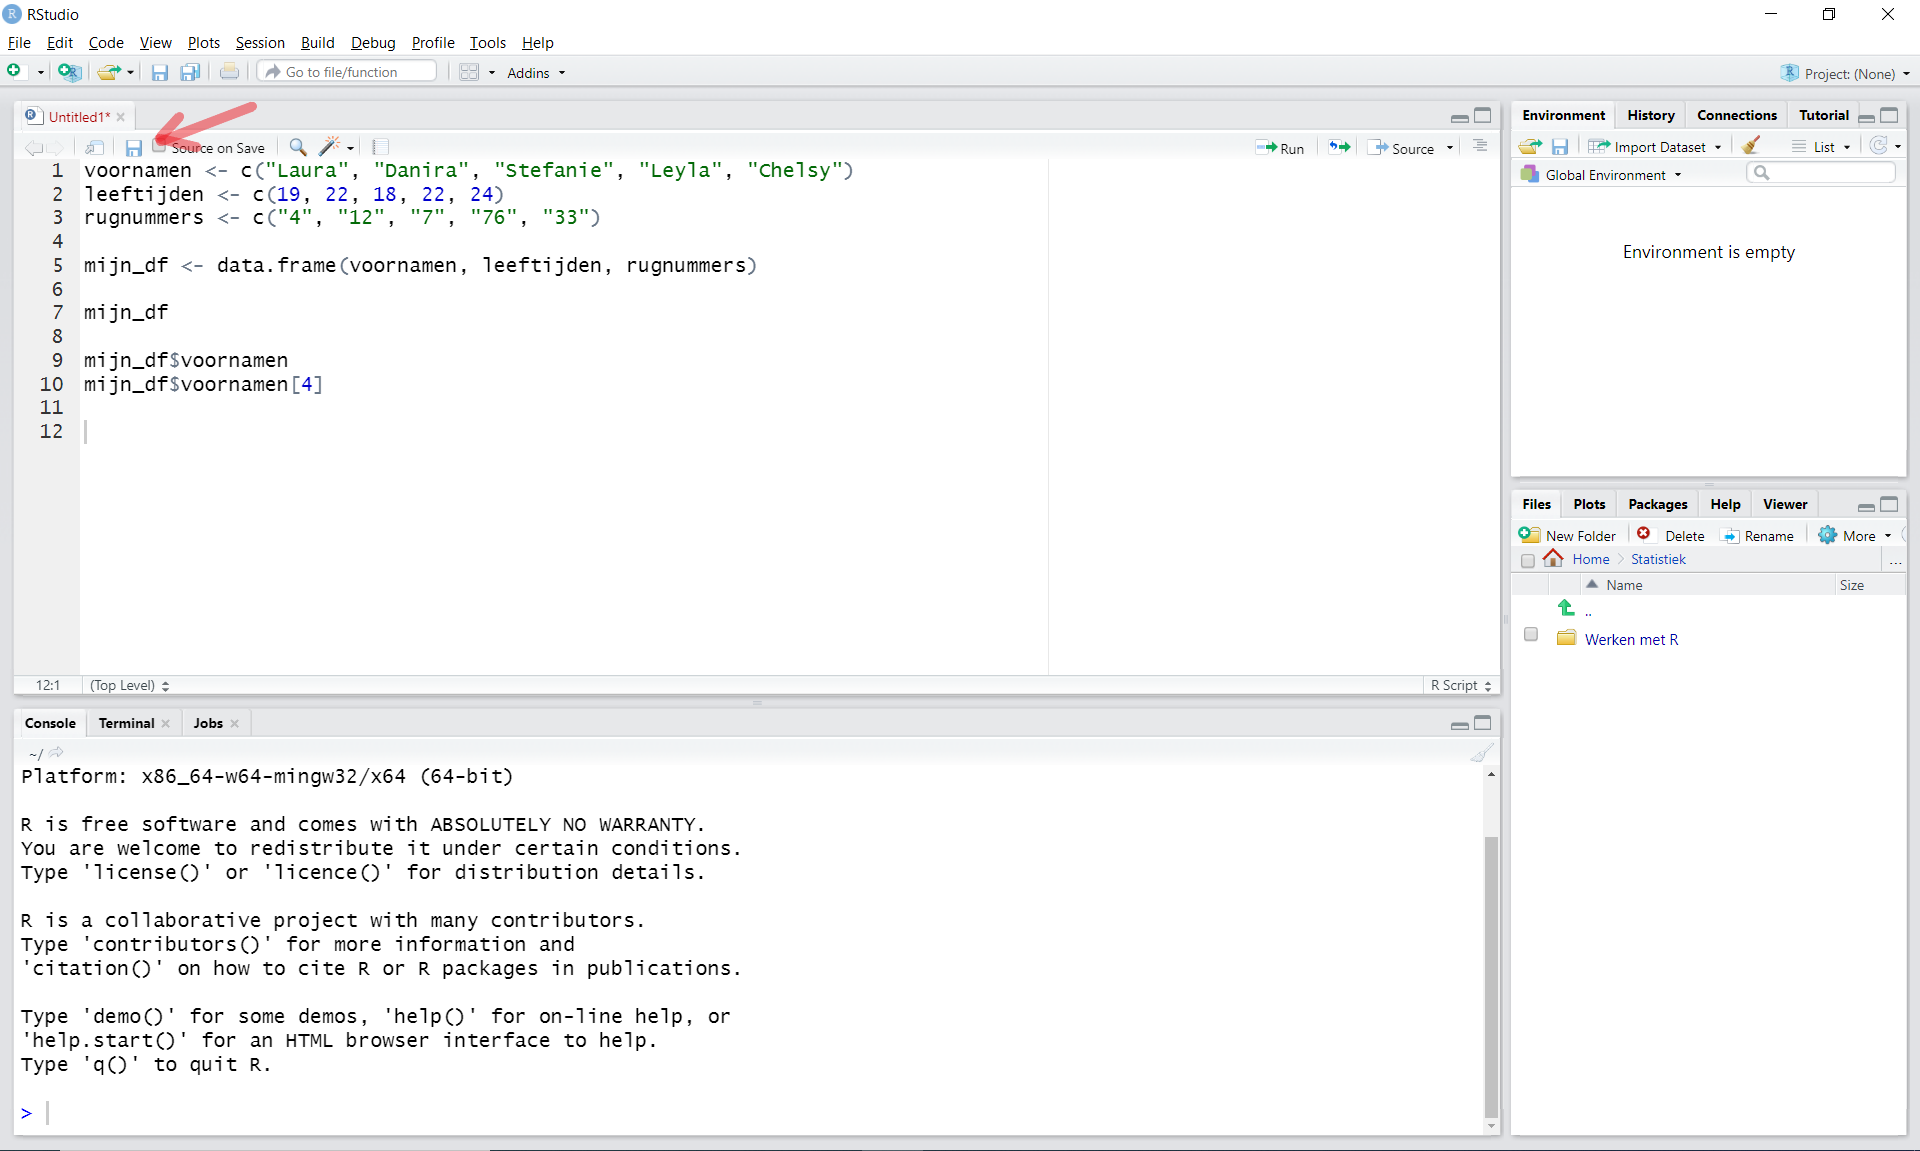 RStudio
File Edit Code View Plots Session Build Debug Profile Tools Help
Go to file/function Addins Project: (None)
Untitled1*
Source on Save Run Source
1 voornamen <- c("Laura", "Danira", "Stefanie", "Leyla", "Chelsy")
2 leeftijden <- c(19, 22, 18, 22, 24)
3 rugnummers <- c("4", "12", "7", "76", "33")
4
5 mijn_df <- data.frame(voornamen, leeftijden, rugnummers)
6
7 mijn_df
8
9 mijn_df$voornamen
10 mijn_df$voornamen[4]
11
12
12:1 (Top Level) R Script
Console Terminal Jobs
~/
Platform: x86_64-w64-mingw32/x64 (64-bit)
R is free software and comes with ABSOLUTELY NO WARRANTY.
You are welcome to redistribute it under certain conditions.
Type 'license()' or 'licence()' for distribution details.
R is a collaborative project with many contributors.
Type 'contributors()' for more information and
'citation()' on how to cite R or R packages in publications.
Type 'demo()' for some demos, 'help()' for on-line help, or
'help.start()' for an HTML browser interface to help.
Type 'q()' to quit R.
>
Environment History Connections Tutorial
Import Dataset List
Global Environment
Environment is empty
Files Plots Packages Help Viewer
New Folder Delete Rename More
Home Statistiek ...
Name Size
..
Werken met R